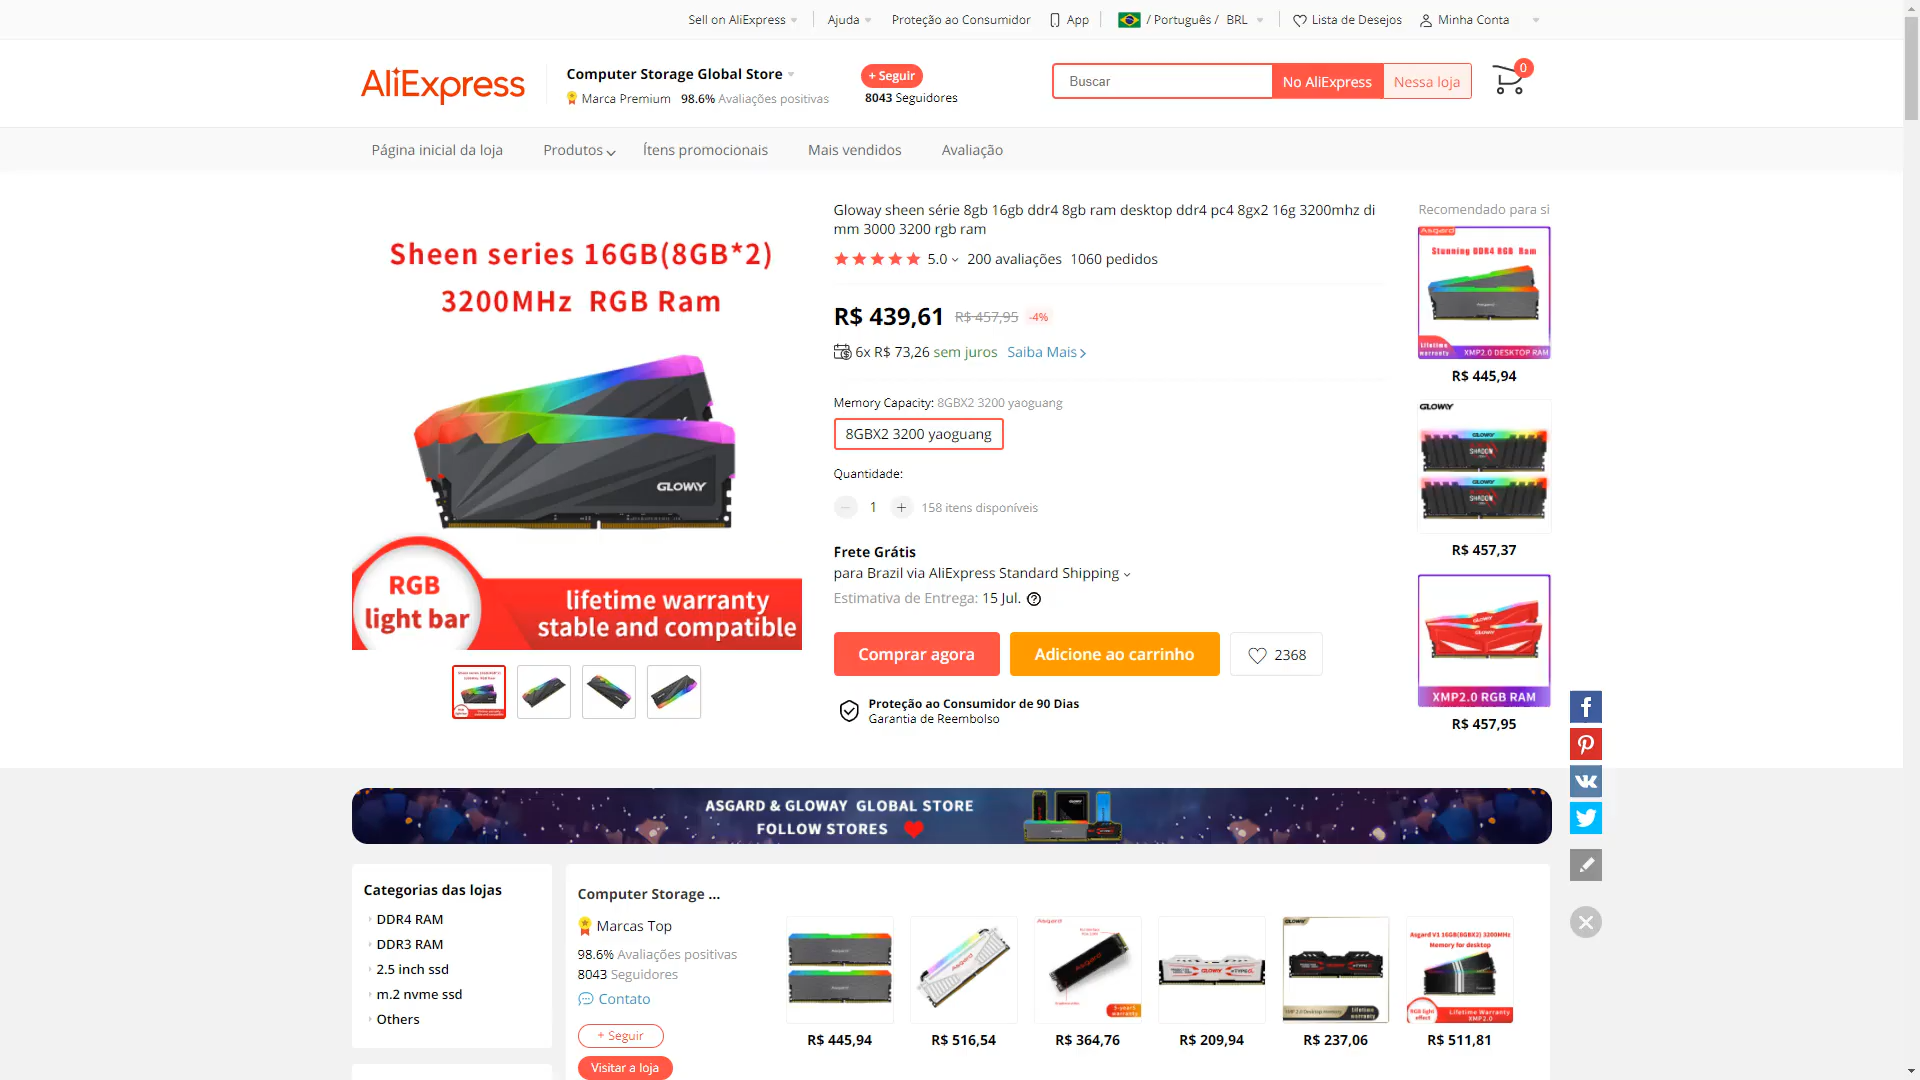 Sell on AliExpress
Ajuda
Proteção ao Consumidor
App
/ Português / BRL
Lista de Desejos
Minha Conta
AliExpress
Computer Storage Global Store
Marca Premium 98.6% Avaliações positivas
+ Seguir
8043 Seguidores
Buscar
No AliExpress
Nessa loja
0
Página inicial da loja
Produtos
Ítens promocionais
Mais vendidos
Avaliação
Sheen series 16GB(8GB*2)
3200MHz RGB Ram
GLOWAY
RGB
light bar
lifetime warranty
stable and compatible
Gloway sheen série 8gb 16gb ddr4 8gb ram desktop ddr4 pc4 8gx2 16g 3200mhz di
mm 3000 3200 rgb ram
5.0 200 avaliações 1060 pedidos
R$ 439,61 R$ 457,95 -4%
6x R$ 73,26 sem juros Saiba Mais
Memory Capacity: 8GBX2 3200 yaoguang
8GBX2 3200 yaoguang
Quantidade:
1 + 158 itens disponíveis
Frete Grátis
para Brazil via AliExpress Standard Shipping
Estimativa de Entrega: 15 Jul.
Comprar agora
Adicione ao carrinho
2368
Proteção ao Consumidor de 90 Dias
Garantia de Reembolso
Recomendado para si
Asgard
Stunning DDR4 8GB Ram
Lifetime
warranty
XMP2.0 DESKTOP RAM
R$ 445,94
GLOWAY
GLOWAY
SHADOW
GLOWAY
SHADOW
R$ 457,37
XMP2.0 RGB RAM
R$ 457,95
ASGARD & GLOWAY GLOBAL STORE
FOLLOW STORES
Categorias das lojas
DDR4 RAM
DDR3 RAM
2.5 inch ssd
m.2 nvme ssd
Others
Computer Storage ...
Marcas Top
98.6% Avaliações positivas
8043 Seguidores
Contato
+ Seguir
Visitar a loja
R$ 445,94
Asgard
R$ 516,54
Asgard
R$ 364,76
GLOWAY
R$ 209,94
GLOWAY
R$ 237,06
Asgard V1 16GB(8GBX2) 3200MHz
Memory for desktop
RGB light
effect
Lifetime Warranty
XMP2.0
R$ 511,81